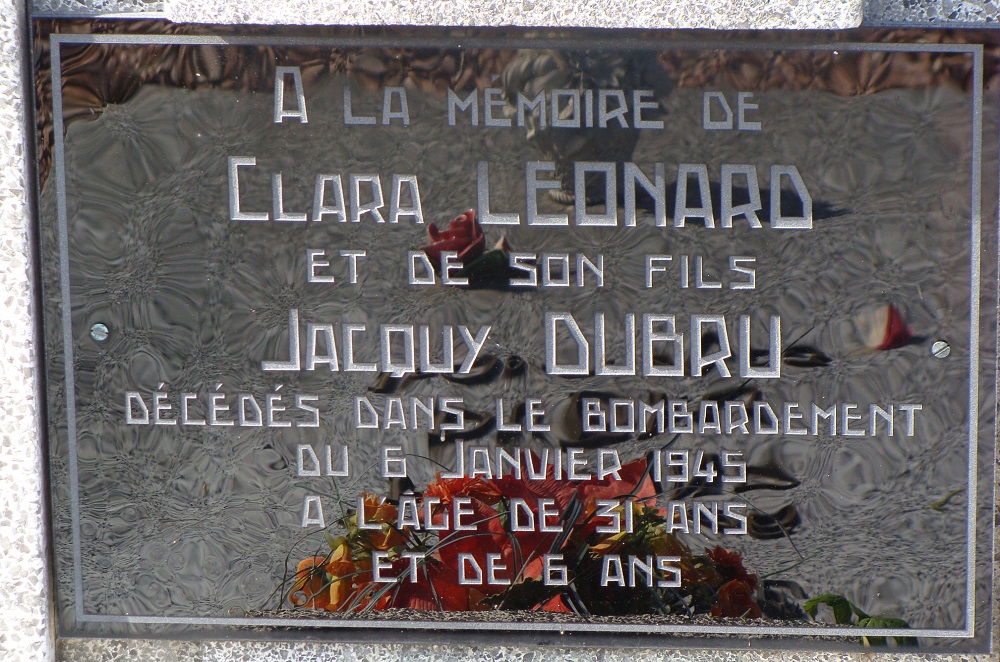 A LA MÉMOIRE DE
CLARA LEONARD
ET DE SON FILS
JACQUY DUBRU
DÉCÉDÉS DANS LE BOMBARDEMENT
DU 6 JANVIER 1945
A L'ÂGE DE 31 ANS
ET DE 6 ANS